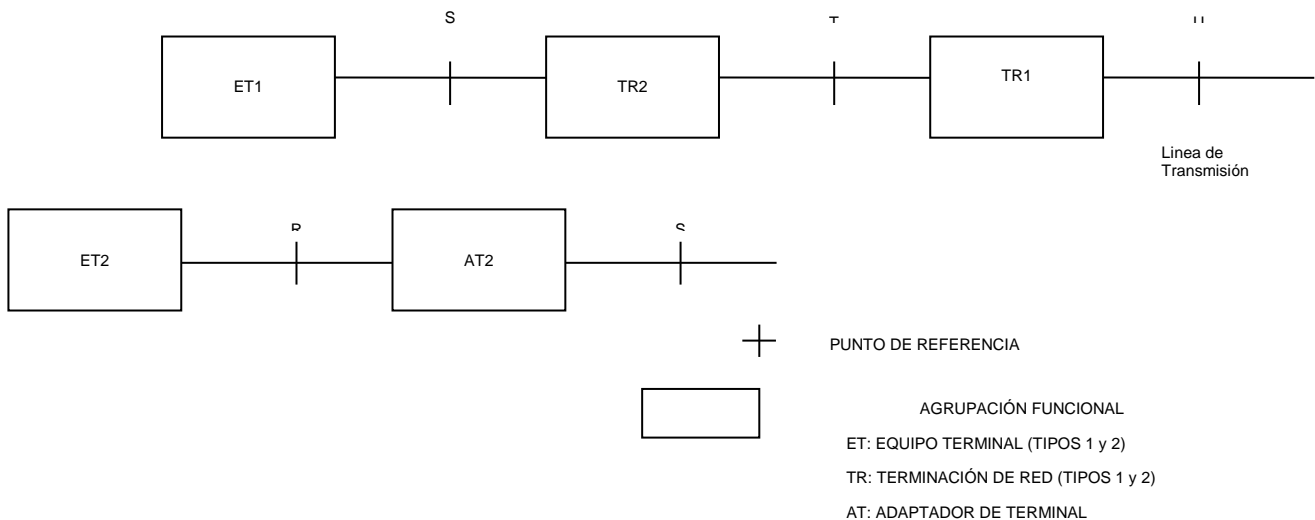 S
T
U
ET1
TR2
TR1
Linea de
Transmisión
R
S
ET2
AT2
PUNTO DE REFERENCIA
AGRUPACIÓN FUNCIONAL
ET: EQUIPO TERMINAL (TIPOS 1 y 2)
TR: TERMINACIÓN DE RED (TIPOS 1 y 2)
AT: ADAPTADOR DE TERMINAL